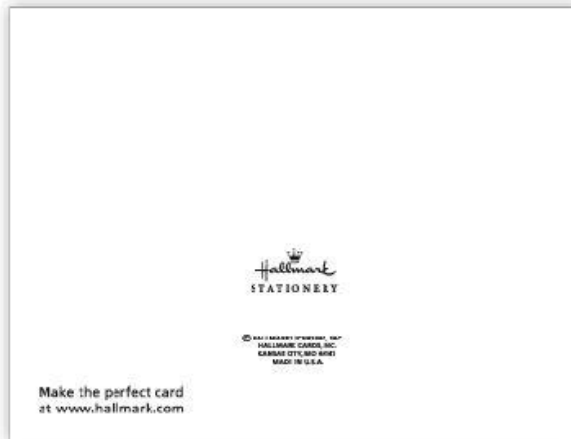 Hallmark
STATIONERY
©
HALLMARK CARDS, INC.
KANSAS CITY, MO
MADE IN U.S.A.
Make the perfect card
at www.hallmark.com